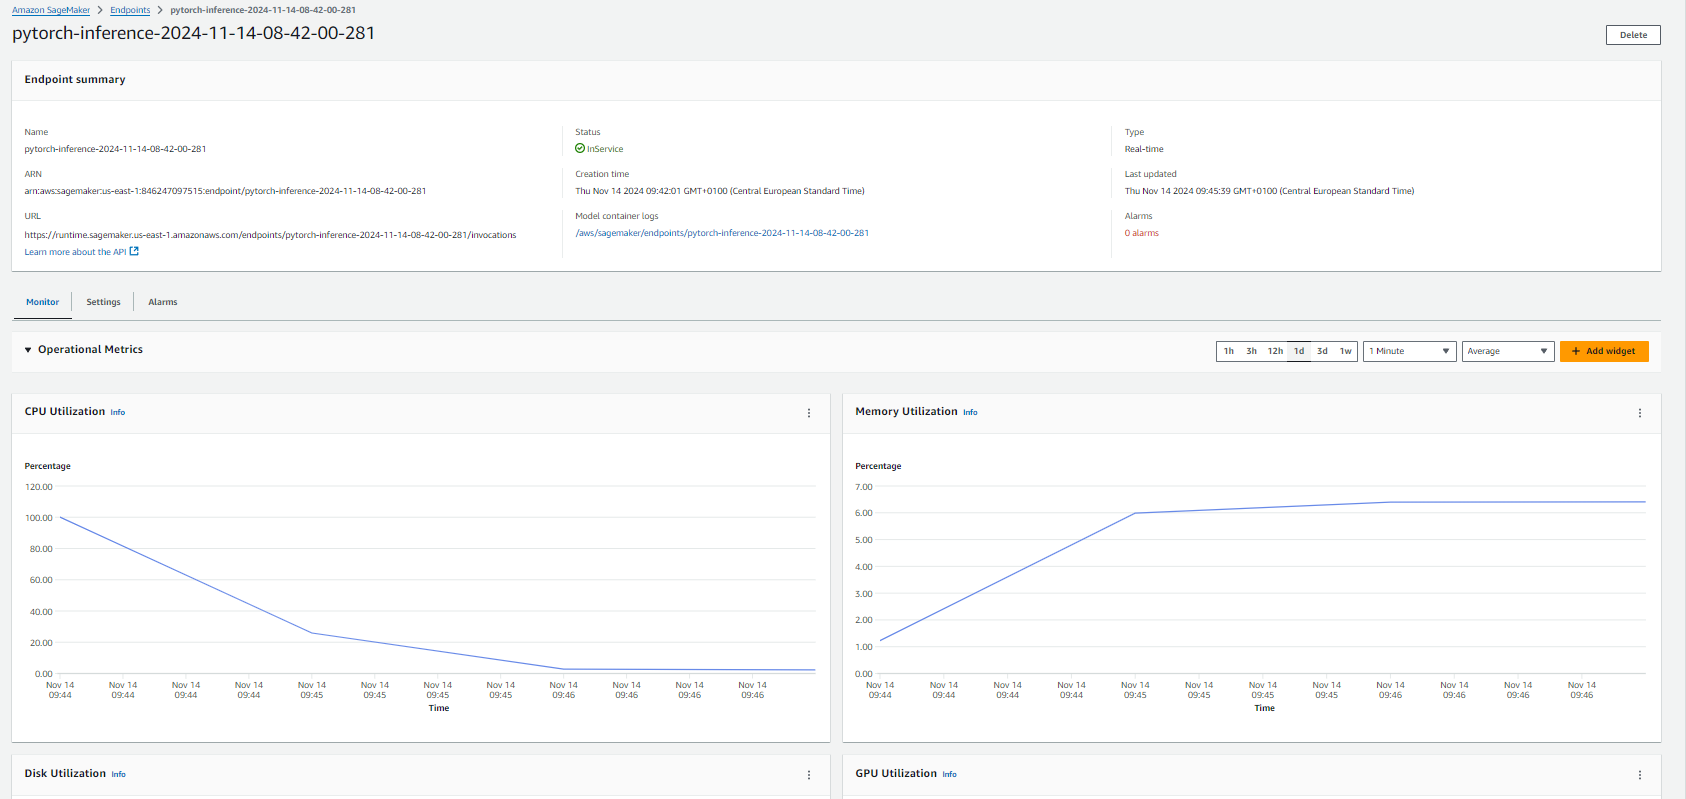 Amazon SageMaker > Endpoints > pytorch-inference-2024-11-14-08-42-00-281
pytorch-inference-2024-11-14-08-42-00-281
Delete
Endpoint summary
Name
pytorch-inference-2024-11-14-08-42-00-281
Status
InService
Type
Real-time
ARN
arn:aws:sagemaker:us-east-1:846247097515:endpoint/pytorch-inference-2024-11-14-08-42-00-281
Creation time
Thu Nov 14 2024 09:42:01 GMT+0100 (Central European Standard Time)
Last updated
Thu Nov 14 2024 09:45:39 GMT+0100 (Central European Standard Time)
URL
https://runtime.sagemaker.us-east-1.amazonaws.com/endpoints/pytorch-inference-2024-11-14-08-42-00-281/invocations
Learn more about the API
Model container logs
/aws/sagemaker/endpoints/pytorch-inference-2024-11-14-08-42-00-281
Alarms
0 alarms
Monitor Settings Alarms
Operational Metrics
1h 3h 12h 1d 3d 1w 1 Minute Average + Add widget
CPU Utilization Info
Percentage
120.00
100.00
80.00
60.00
40.00
20.00
0.00
Nov 14 Nov 14 Nov 14 Nov 14 Nov 14 Nov 14 Nov 14 Nov 14 Nov 14 Nov 14 Nov 14 Nov 14
09:44 09:44 09:44 09:44 09:45 09:45 09:45 09:45 09:46 09:46 09:46 09:46
Time
Memory Utilization Info
Percentage
7.00
6.00
5.00
4.00
3.00
2.00
1.00
0.00
Nov 14 Nov 14 Nov 14 Nov 14 Nov 14 Nov 14 Nov 14 Nov 14 Nov 14 Nov 14 Nov 14 Nov 14
09:44 09:44 09:44 09:44 09:45 09:45 09:45 09:45 09:46 09:46 09:46 09:46
Time
Disk Utilization Info
GPU Utilization Info